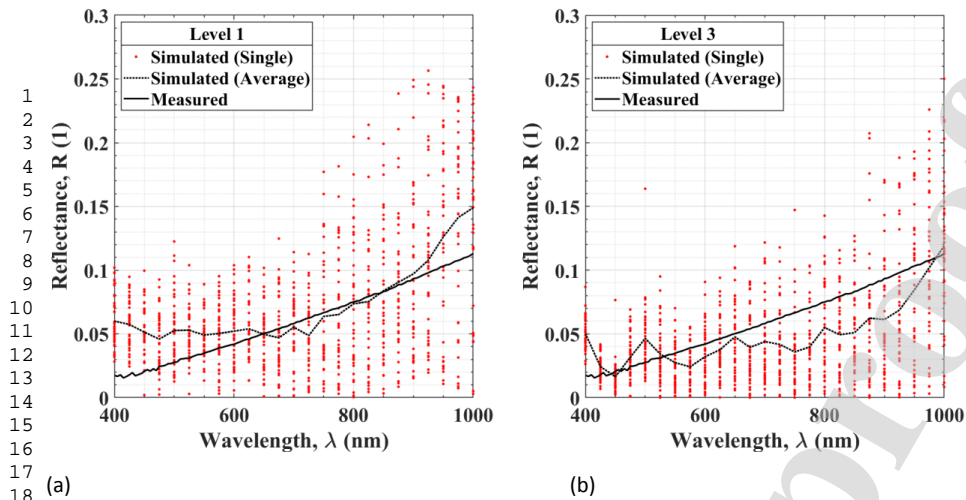 1
2
3
4
5
6
7
8
9
10
11
12
13
14
15
16
17
18
0.3
0.25
0.2
0.15
0.1
0.05
0
Reflectance, R (1)
Level 1
Simulated (Single)
Simulated (Average)
Measured
400 600 800 1000
Wavelength, λ (nm)
(a)
0.3
0.25
0.2
0.15
0.1
0.05
0
Reflectance, R (1)
Level 3
Simulated (Single)
Simulated (Average)
Measured
400 600 800 1000
Wavelength, λ (nm)
(b)
proof